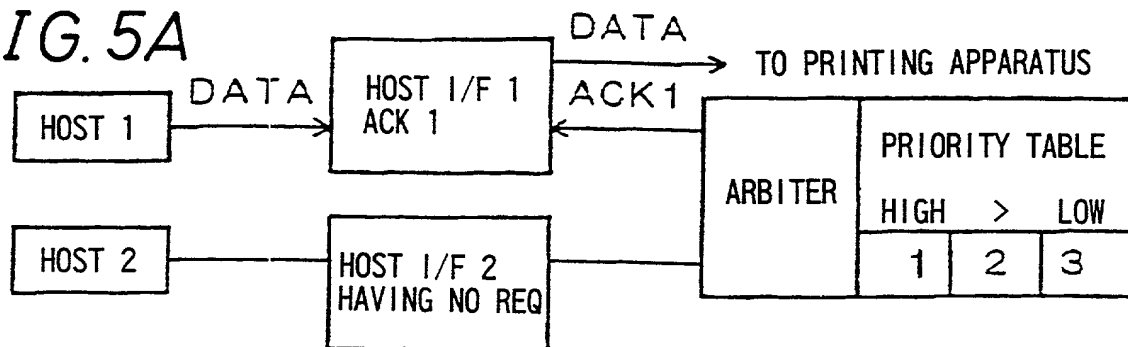 IG. 5A
DATA
TO PRINTING APPARATUS
DATA
HOST I/F 1
ACK 1
ACK1
HOST 1
PRIORITY TABLE
ARBITER
HIGH > LOW
1 2 3
HOST 2
HOST I/F 2
HAVING NO REQ